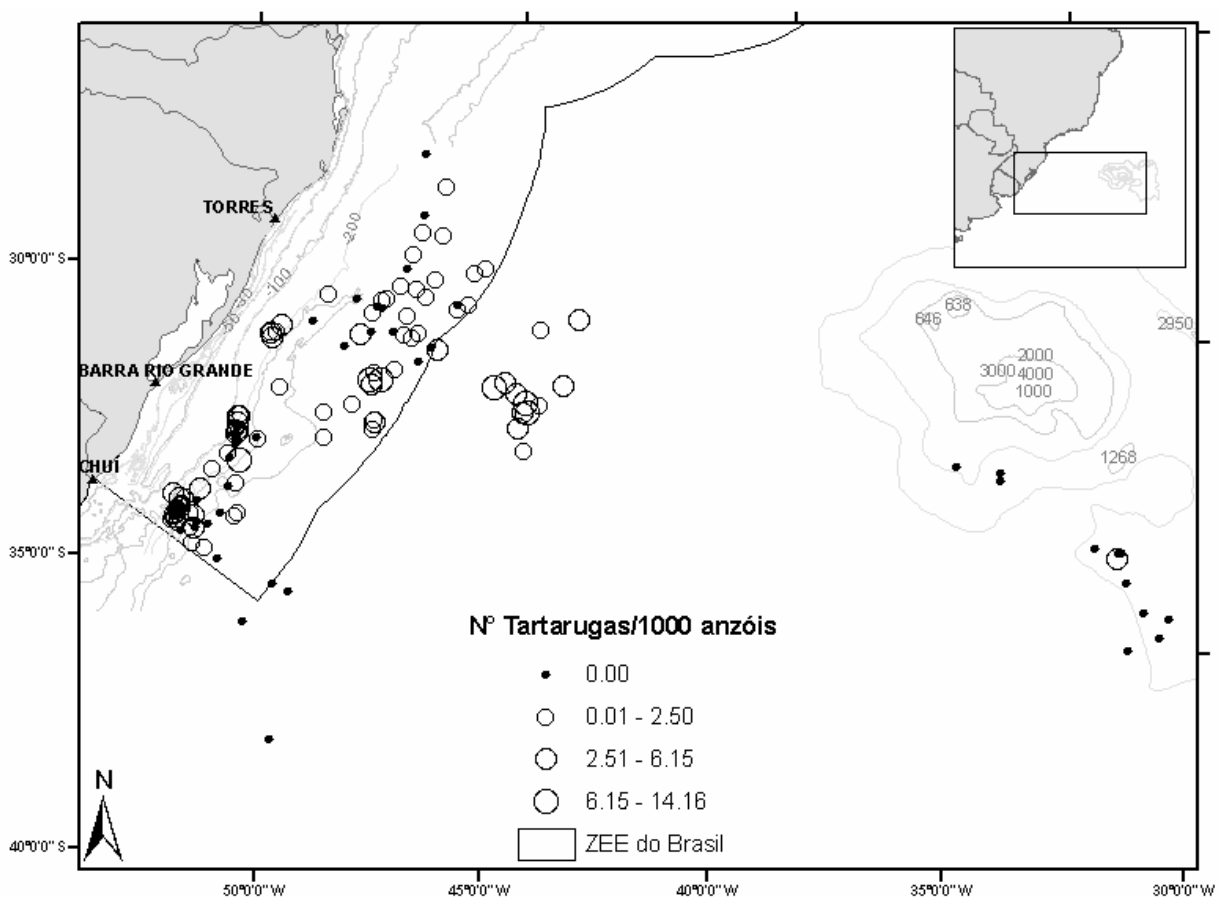 TORRES
-200
-100
-50
30°0'0" S
BARRA RIO GRANDE
638
646
2950
2000
3000
4000
1000
1268
CHUÍ
35°0'0" S
Nº Tartarugas/1000 anzóis
0.00
0.01 - 2.50
2.51 - 6.15
6.15 - 14.16
ZEE do Brasil
N
40°0'0" S
50°0'0" W
45°0'0" W
40°0'0" W
35°0'0" W
30°0'0" W